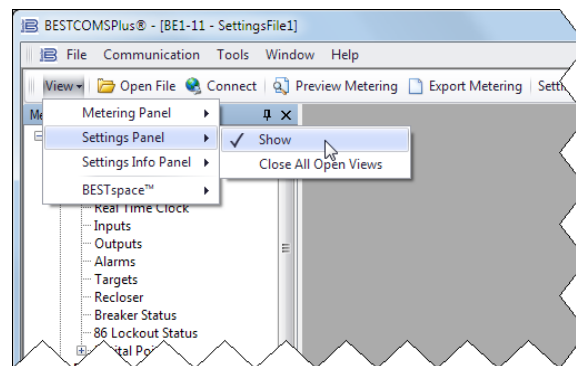 BESTCOMSPlus® - [BE1-11 - SettingsFile1]
File Communication Tools Window Help
View Open File Connect Preview Metering Export Metering
Metering Panel
Settings Panel
Show
Settings Info Panel
Close All Open Views
BESTspace™
Real Time Clock
Inputs
Outputs
Alarms
Targets
Recloser
Breaker Status
86 Lockout Status